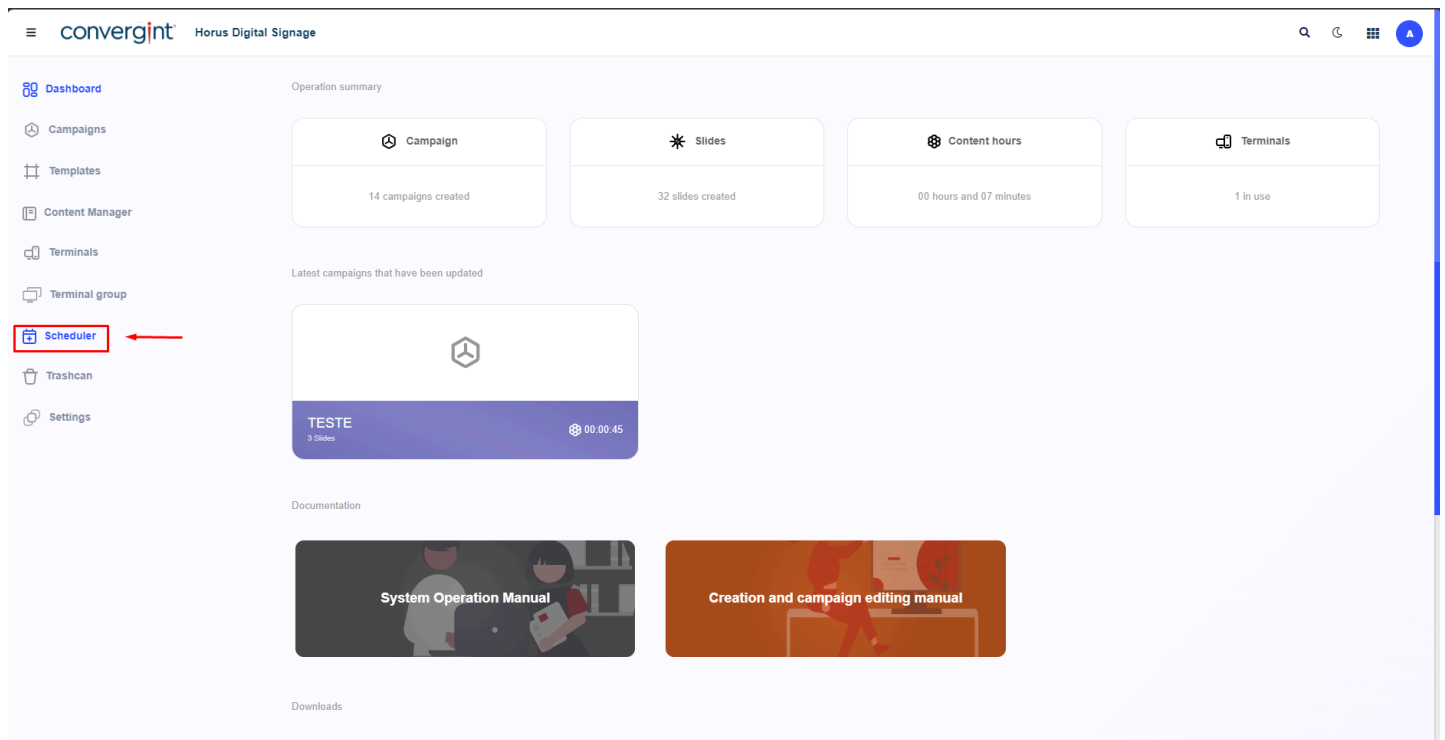 convergint
Horus Digital Signage
A
Dashboard
Campaigns
Templates
Content Manager
Terminals
Terminal group
Scheduler
Trashcan
Settings
Operation summary
Campaign
14 campaigns created
Slides
32 slides created
Content hours
00 hours and 07 minutes
Terminals
1 in use
Latest campaigns that have been updated
TESTE
3 Slides
00:00:45
Documentation
System Operation Manual
Creation and campaign editing manual
Downloads